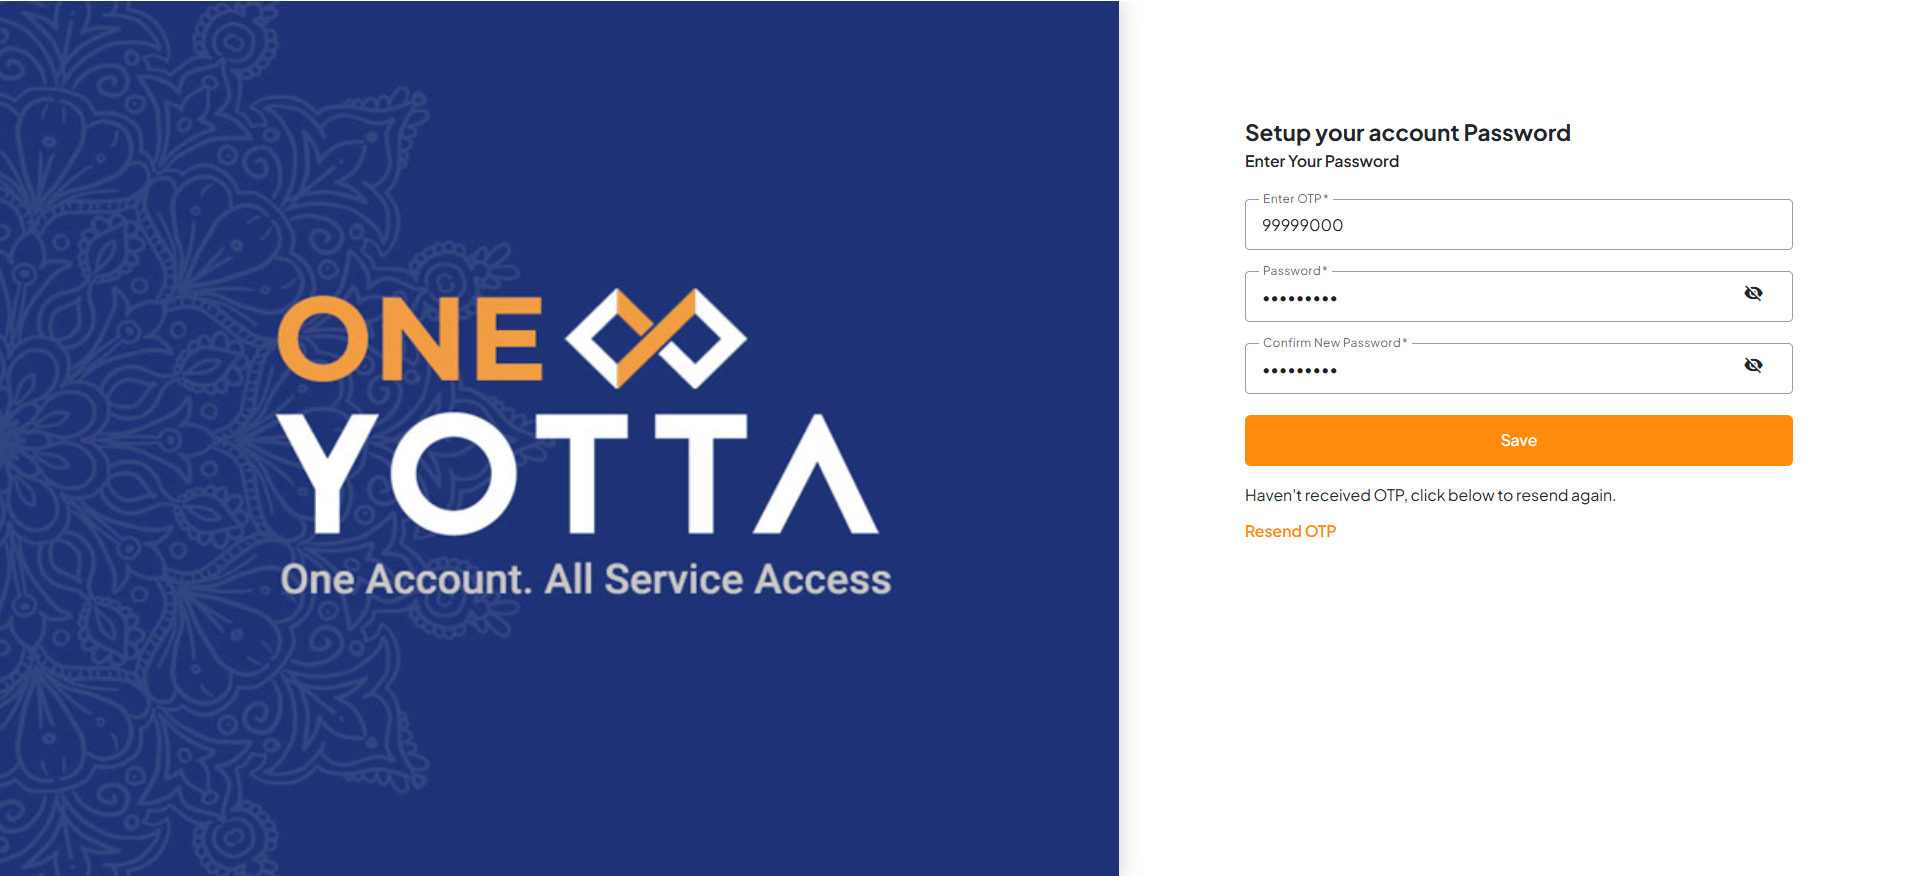 ONE
YOTTA
One Account. All Service Access
Setup your account Password
Enter Your Password
Enter OTP*
99999000
Password*
•••••••••
Confirm New Password*
•••••••••
Save
Haven't received OTP, click below to resend again.
Resend OTP